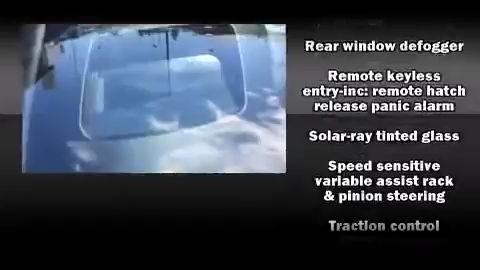 Rear window defogger
Remote keyless
entry-inc: remote hatch
release panic alarm
Solar-ray tinted glass
Speed sensitive
variable assist rack
& pinion steering
Traction control